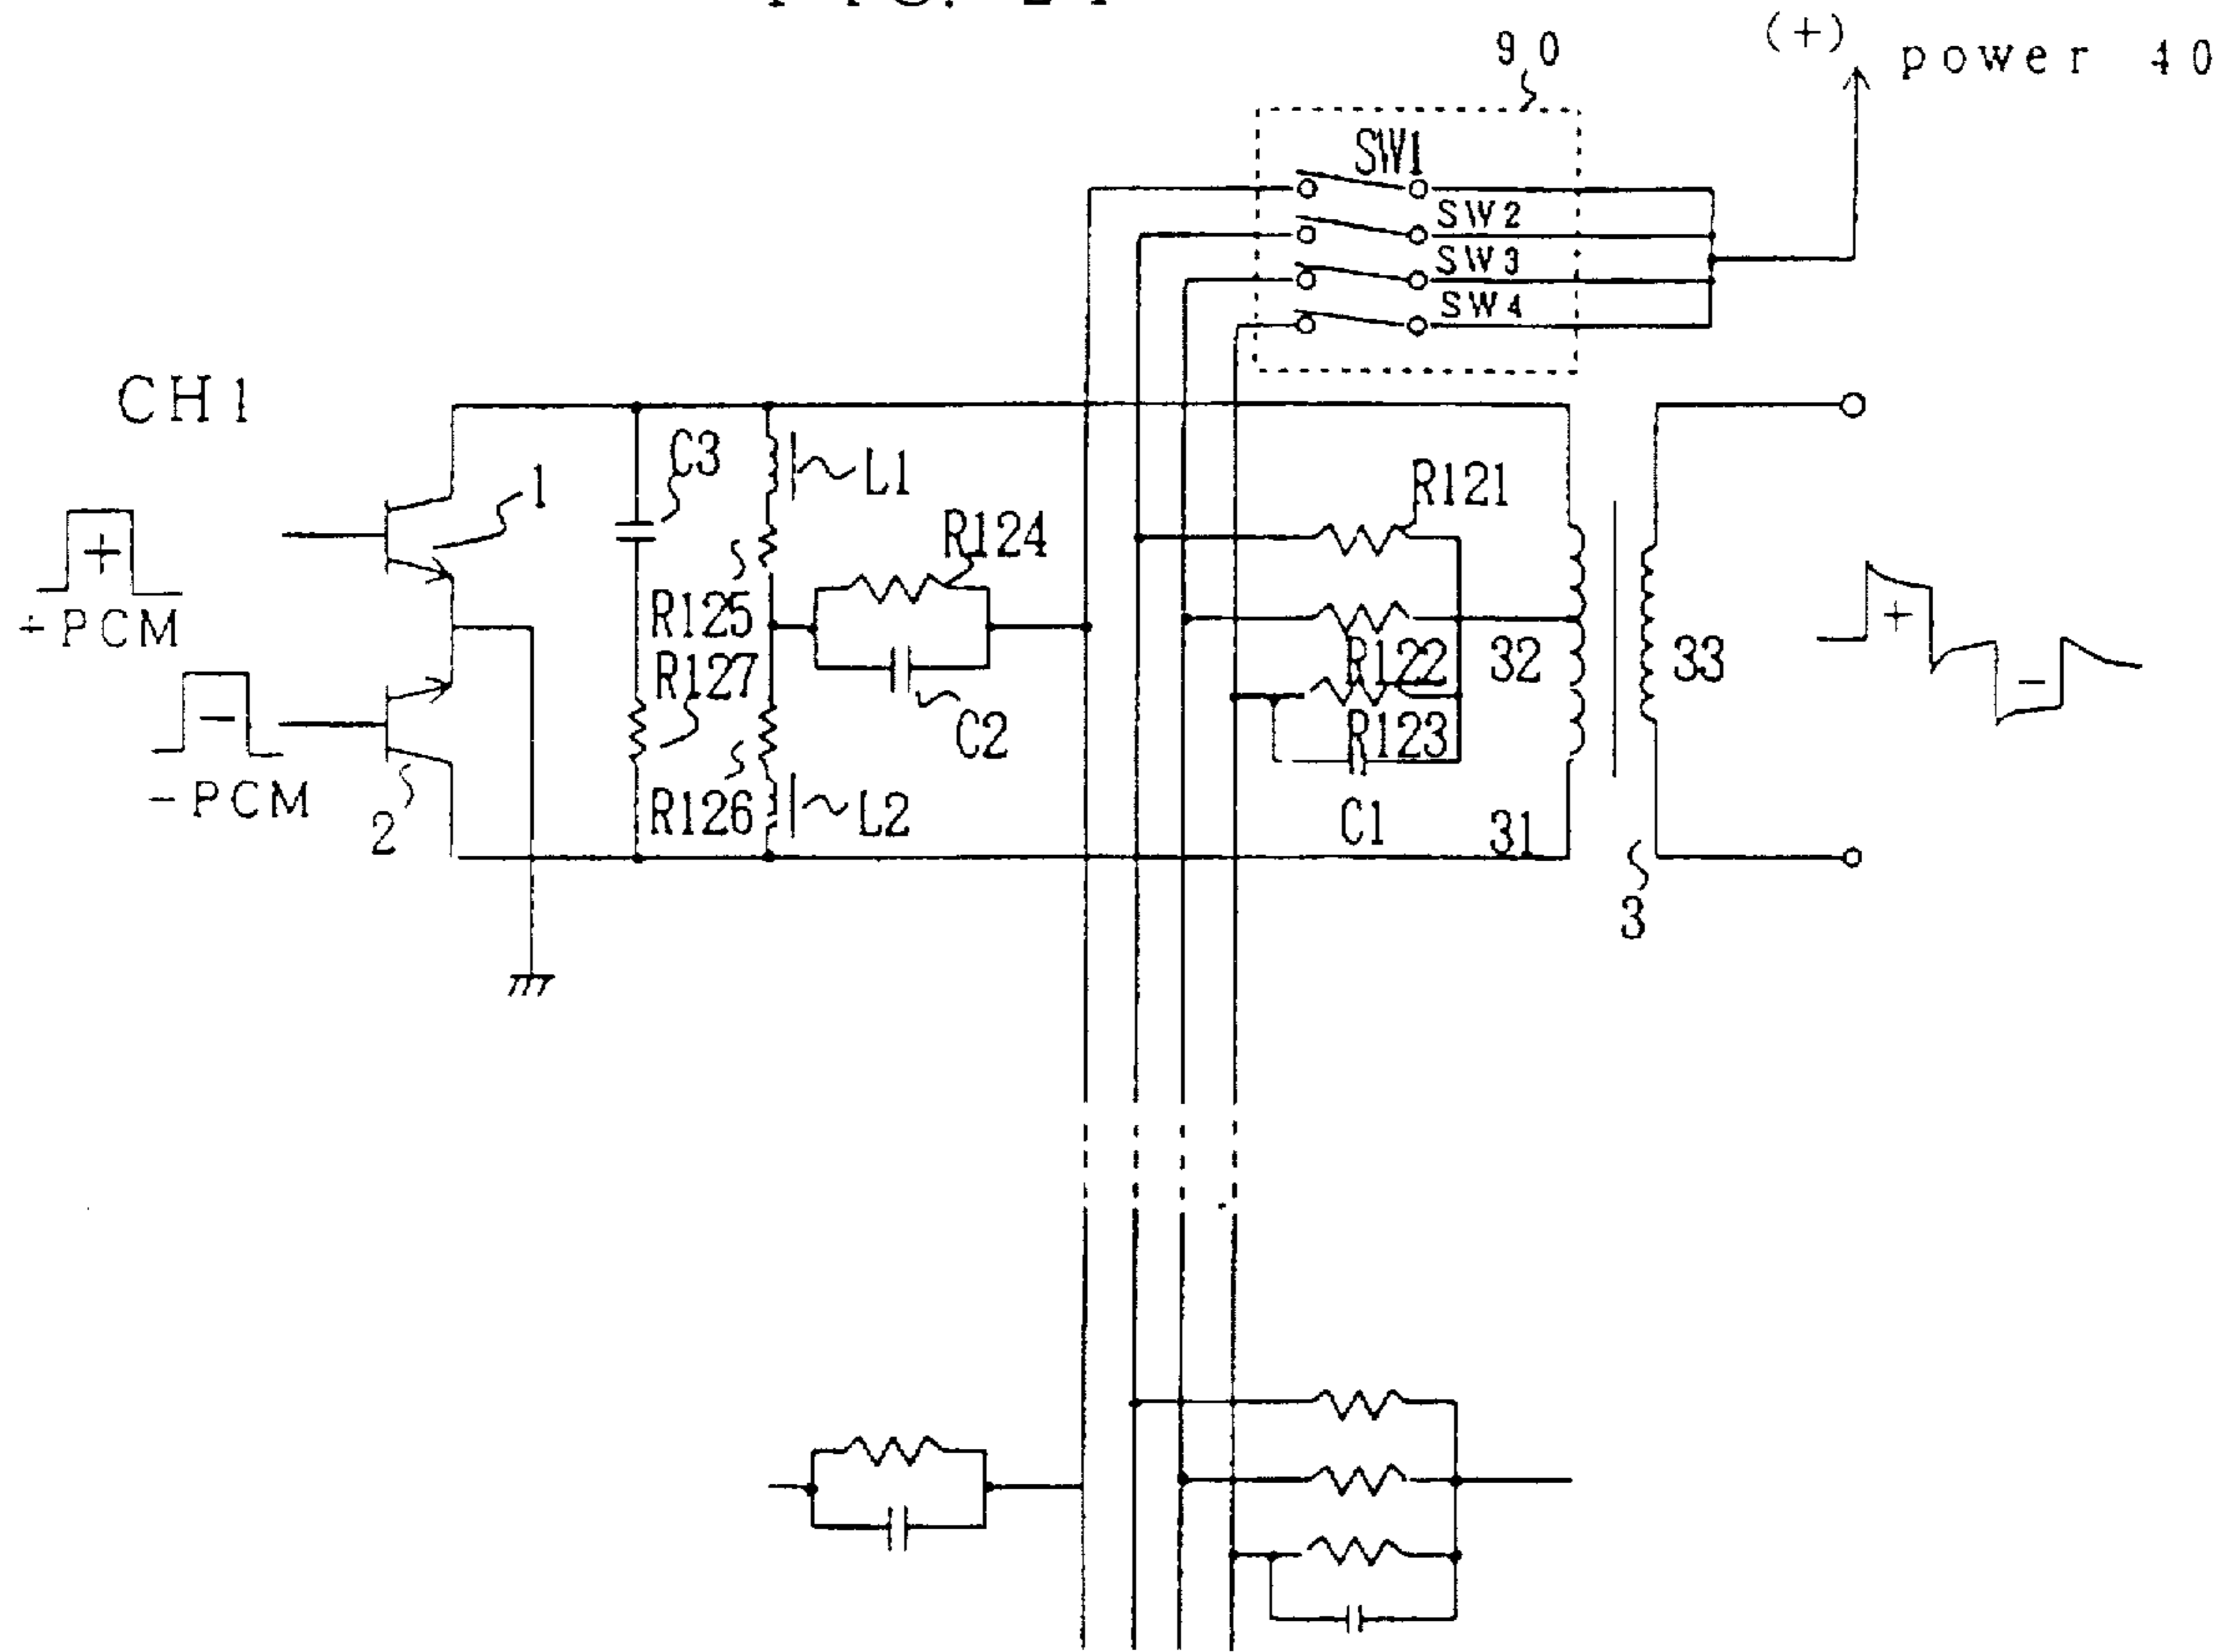 90
(+)
power 40
SW1
SW2
SW3
SW4
CH1
C3
L1
1
R121
R124
+
+PCM
R125
R127
R122
32
33
+
−
C2
R123
−
−PCM
2
R126
L2
C1
31
3